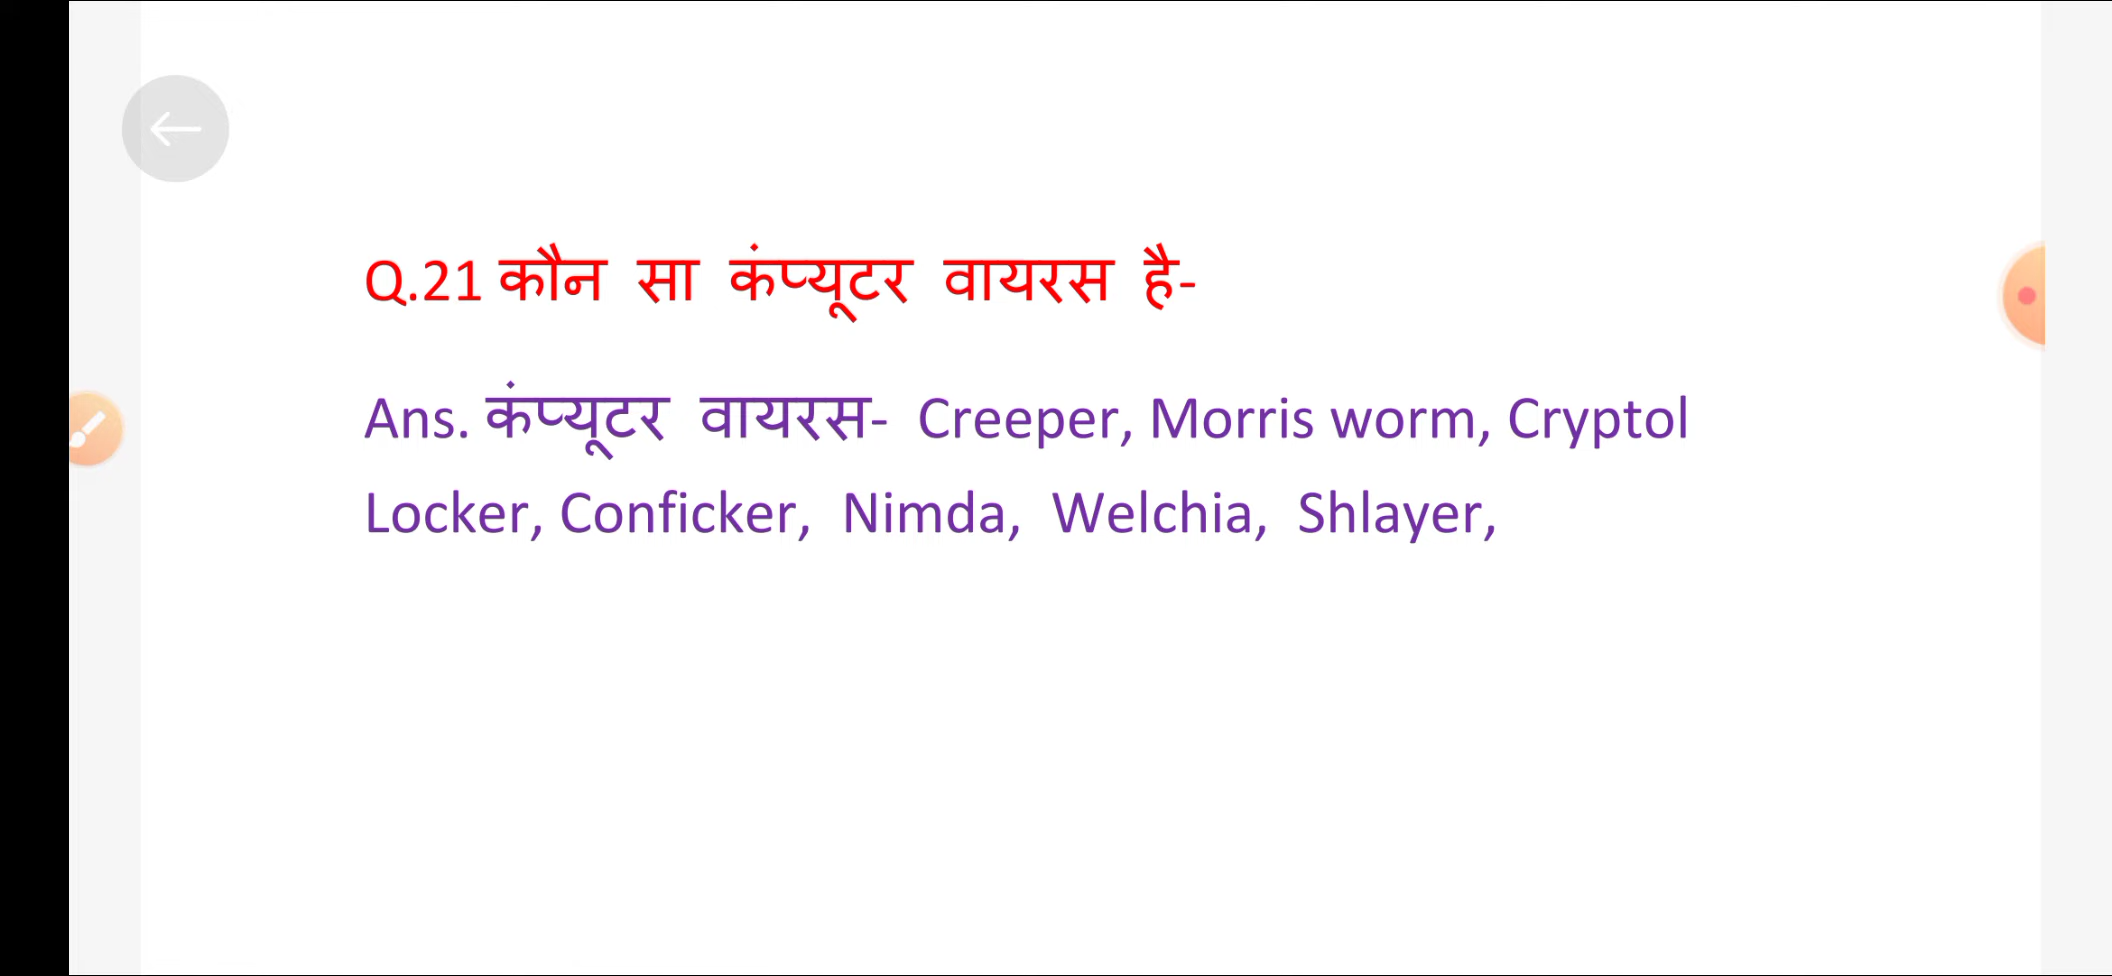 Q.21 कौन सा कंप्यूटर वायरस है-
Ans. कंप्यूटर वायरस- Creeper, Morris worm, Cryptol
Locker, Conficker, Nimda, Welchia, Shlayer,